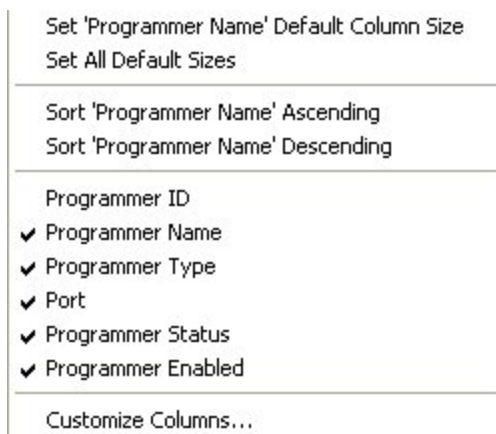 Set 'Programmer Name' Default Column Size
Set All Default Sizes
Sort 'Programmer Name' Ascending
Sort 'Programmer Name' Descending
Programmer ID
Programmer Name
Programmer Type
Port
Programmer Status
Programmer Enabled
Customize Columns...